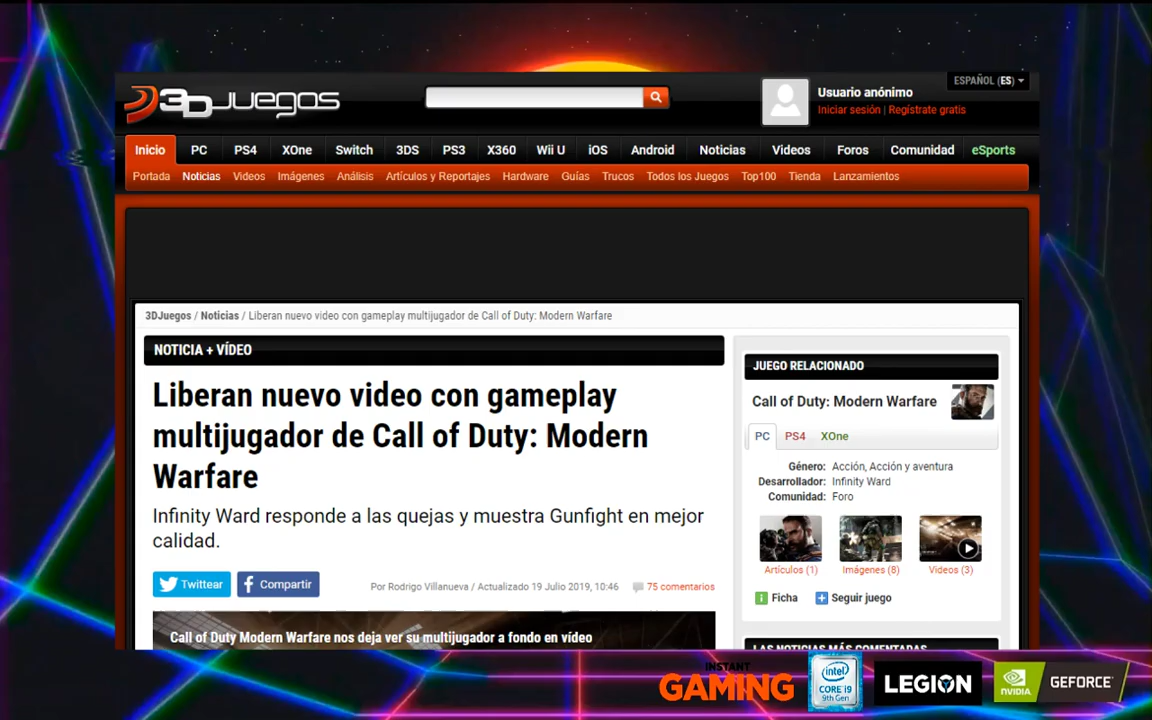 3DJUEGOS
Usuario anónimo
Iniciar sesión | Regístrate gratis
ESPAÑOL (ES)
Inicio PC PS4 XOne Switch 3DS PS3 X360 Wii U iOS Android Noticias Videos Foros Comunidad eSports
Portada Noticias Videos Imágenes Análisis Artículos y Reportajes Hardware Guías Trucos Todos los Juegos Top100 Tienda Lanzamientos
3DJuegos / Noticias / Liberan nuevo video con gameplay multijugador de Call of Duty: Modern Warfare
NOTICIA + VÍDEO
Liberan nuevo video con gameplay
multijugador de Call of Duty: Modern
Warfare
Infinity Ward responde a las quejas y muestra Gunfight en mejor
calidad.
Twittear Compartir
Por Rodrigo Villanueva / Actualizado 19 Julio 2019, 10:46 75 comentarios
Call of Duty Modern Warfare nos deja ver su multijugador a fondo en vídeo
JUEGO RELACIONADO
Call of Duty: Modern Warfare
PC PS4 XOne
Género: Acción, Acción y aventura
Desarrollador: Infinity Ward
Comunidad: Foro
Artículos (1) Imágenes (8) Videos (3)
Ficha Seguir juego
LAS NOTICIAS MÁS COMENTADAS
INSTANT
GAMING
intel
CORE i9
9th Gen
LEGION
NVIDIA
GEFORCE